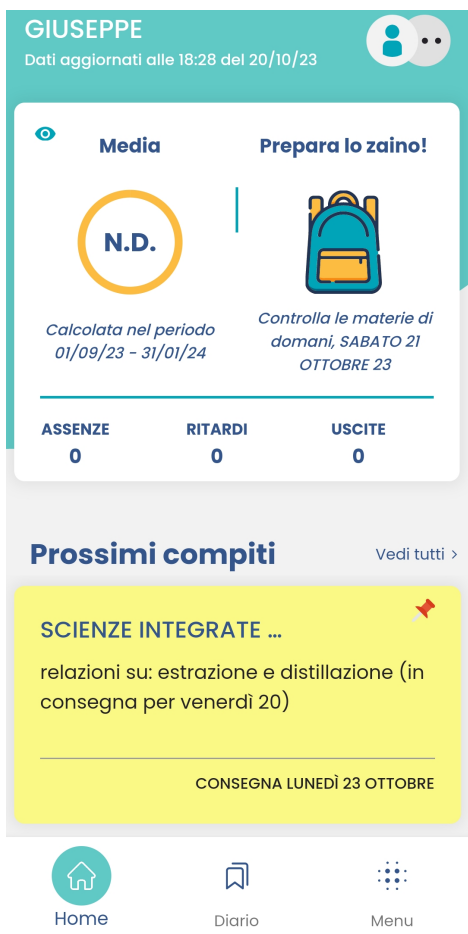 GIUSEPPE
Dati aggiornati alle 18:28 del 20/10/23
Media
Prepara lo zaino!
N.D.
Calcolata nel periodo
01/09/23 - 31/01/24
Controlla le materie di
domani, SABATO 21
OTTOBRE 23
ASSENZE
RITARDI
USCITE
0
0
0
Prossimi compiti
Vedi tutti >
SCIENZE INTEGRATE ...
relazioni su: estrazione e distillazione (in
consegna per venerdì 20)
CONSEGNA LUNEDÌ 23 OTTOBRE
Home
Diario
Menu